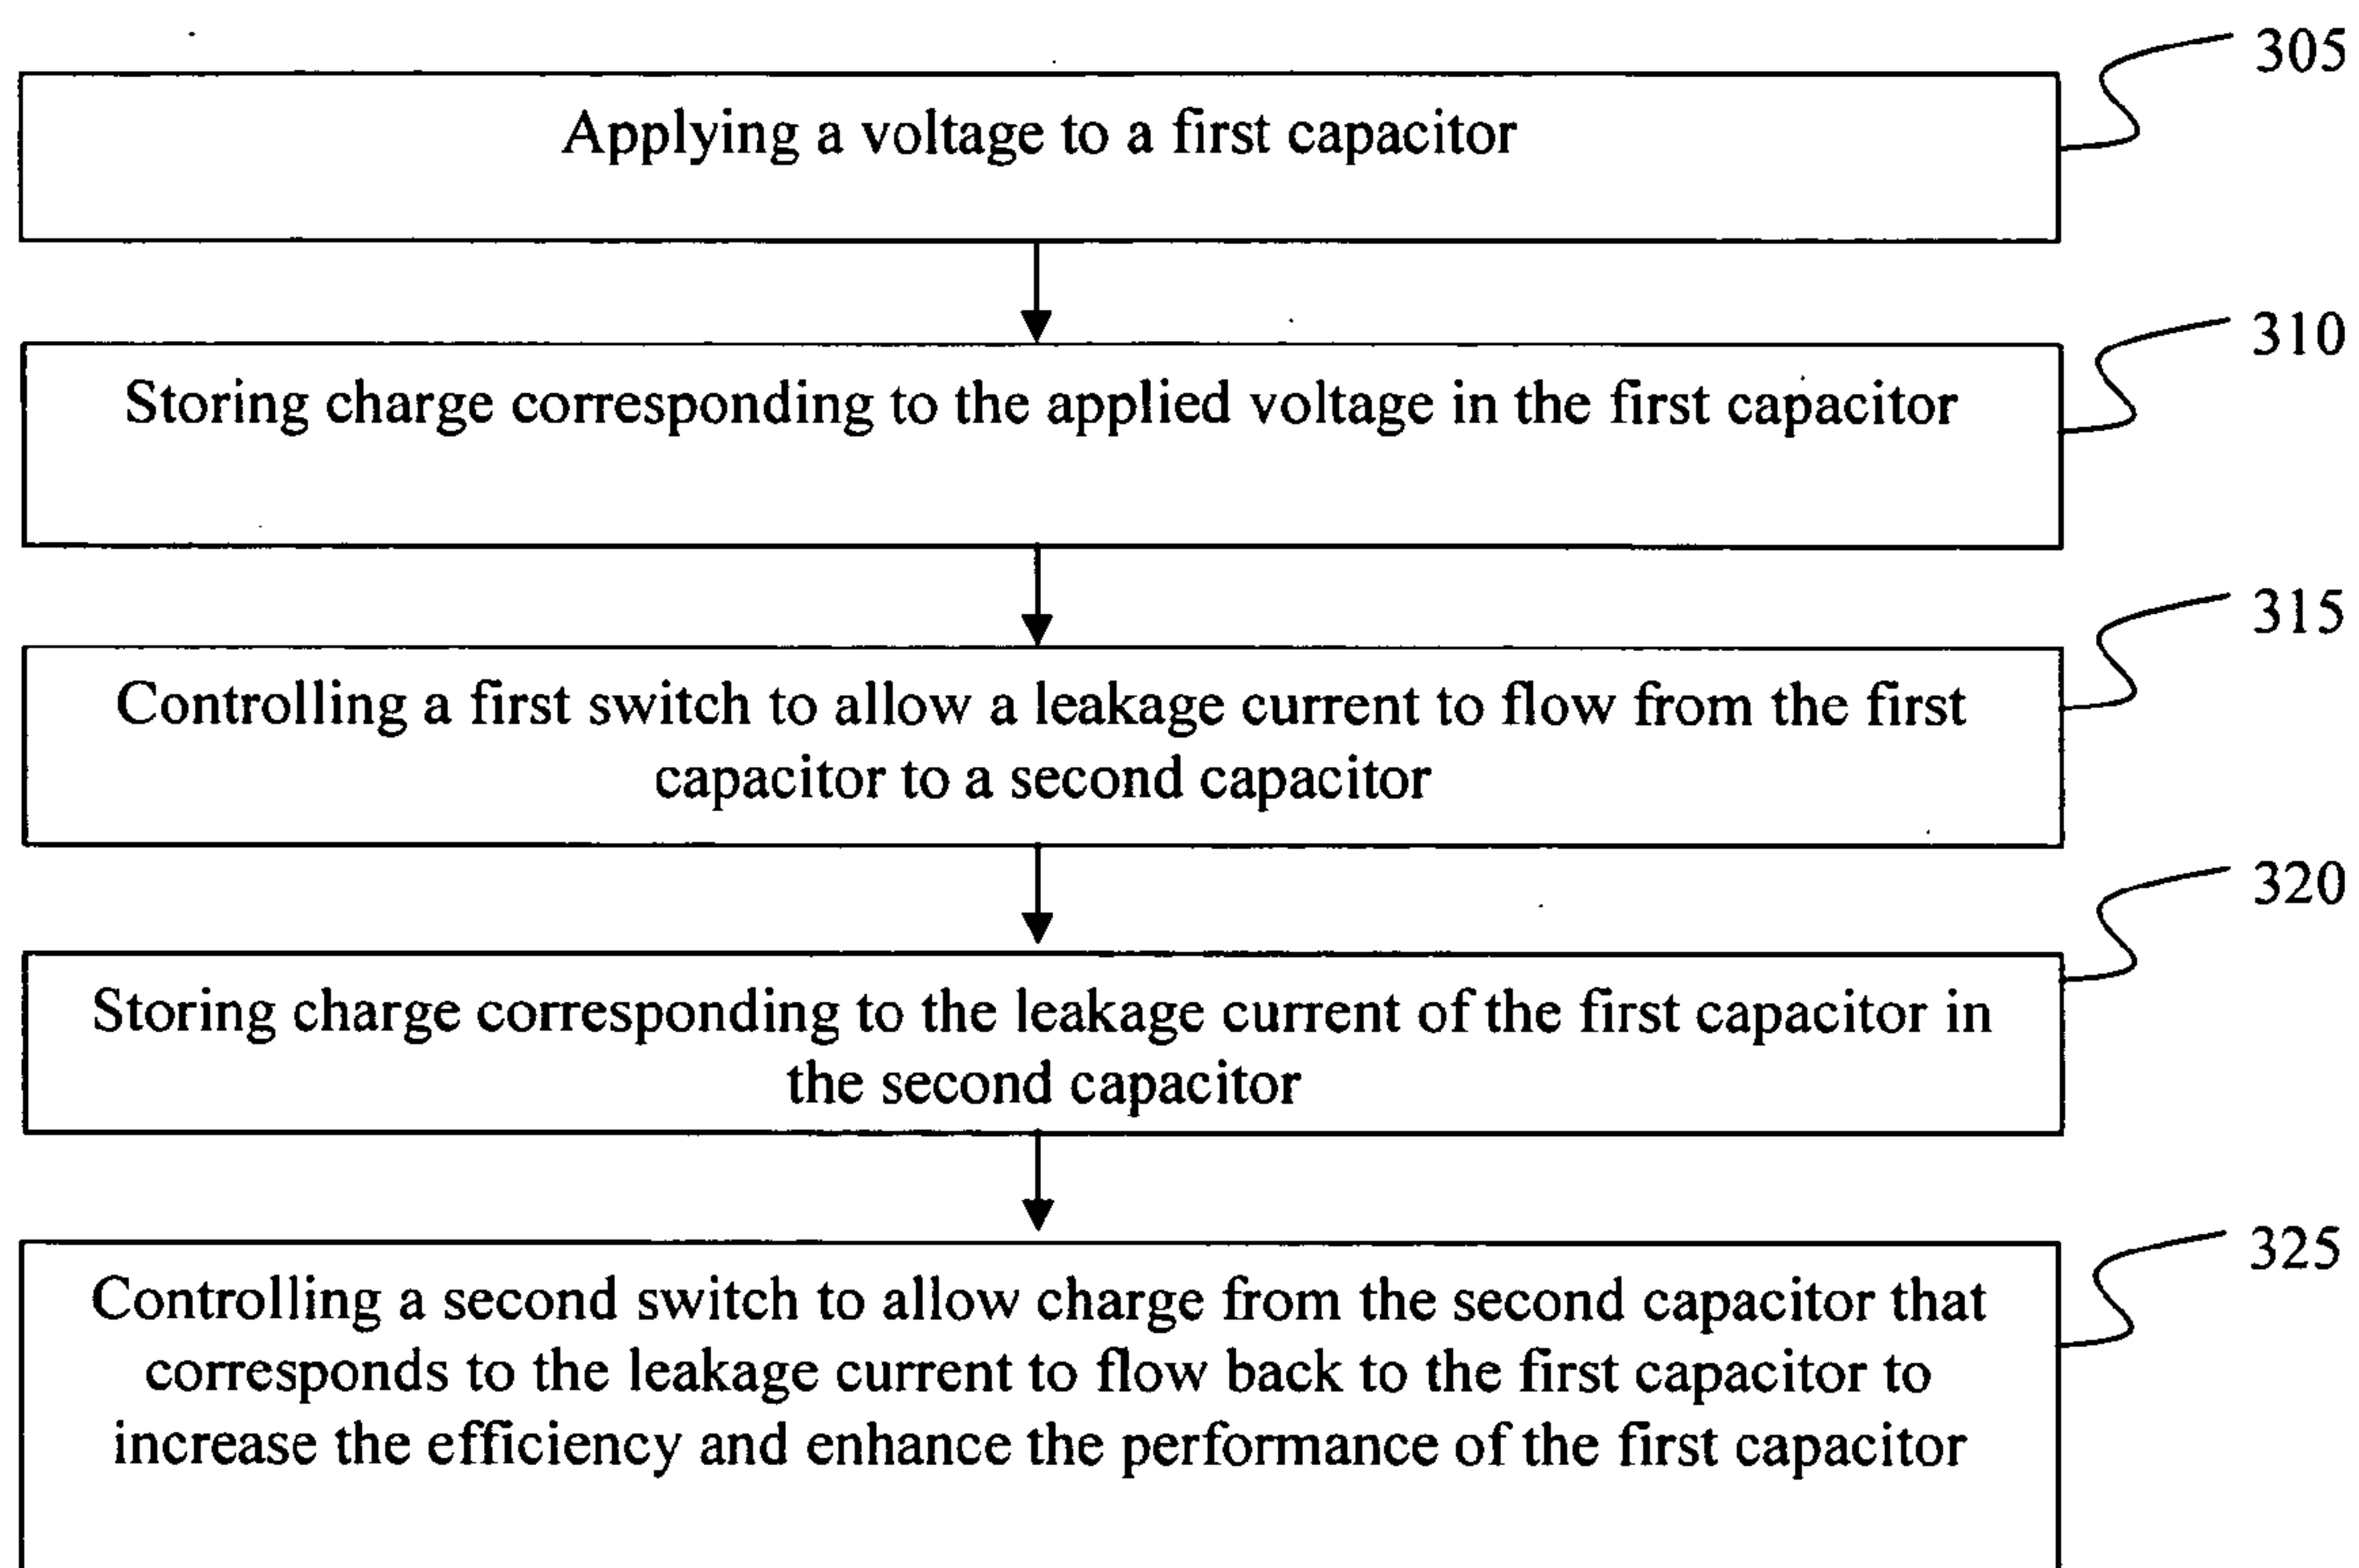 305
Applying a voltage to a first capacitor
310
Storing charge corresponding to the applied voltage in the first capacitor
315
Controlling a first switch to allow a leakage current to flow from the first
capacitor to a second capacitor
320
Storing charge corresponding to the leakage current of the first capacitor in
the second capacitor
325
Controlling a second switch to allow charge from the second capacitor that
corresponds to the leakage current to flow back to the first capacitor to
increase the efficiency and enhance the performance of the first capacitor